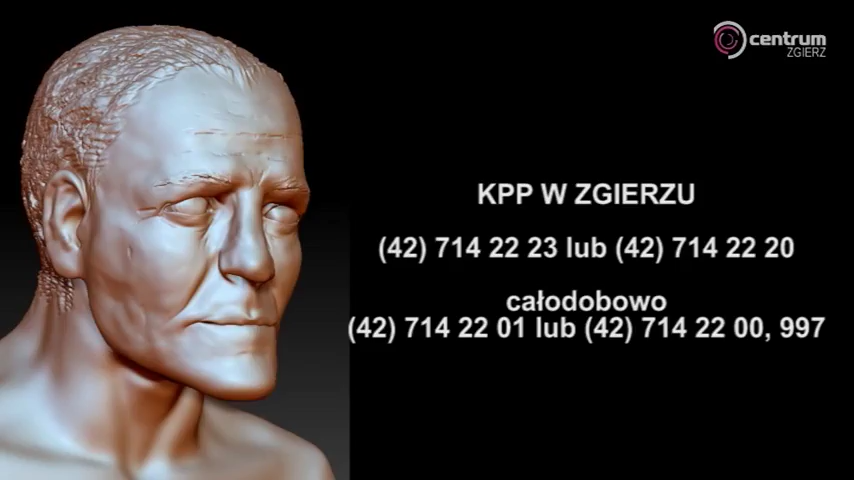 centrum
ZGIERZ
KPP W ZGIERZU
(42) 714 22 23 lub (42) 714 22 20
całodobowo
(42) 714 22 01 lub (42) 714 22 00, 997